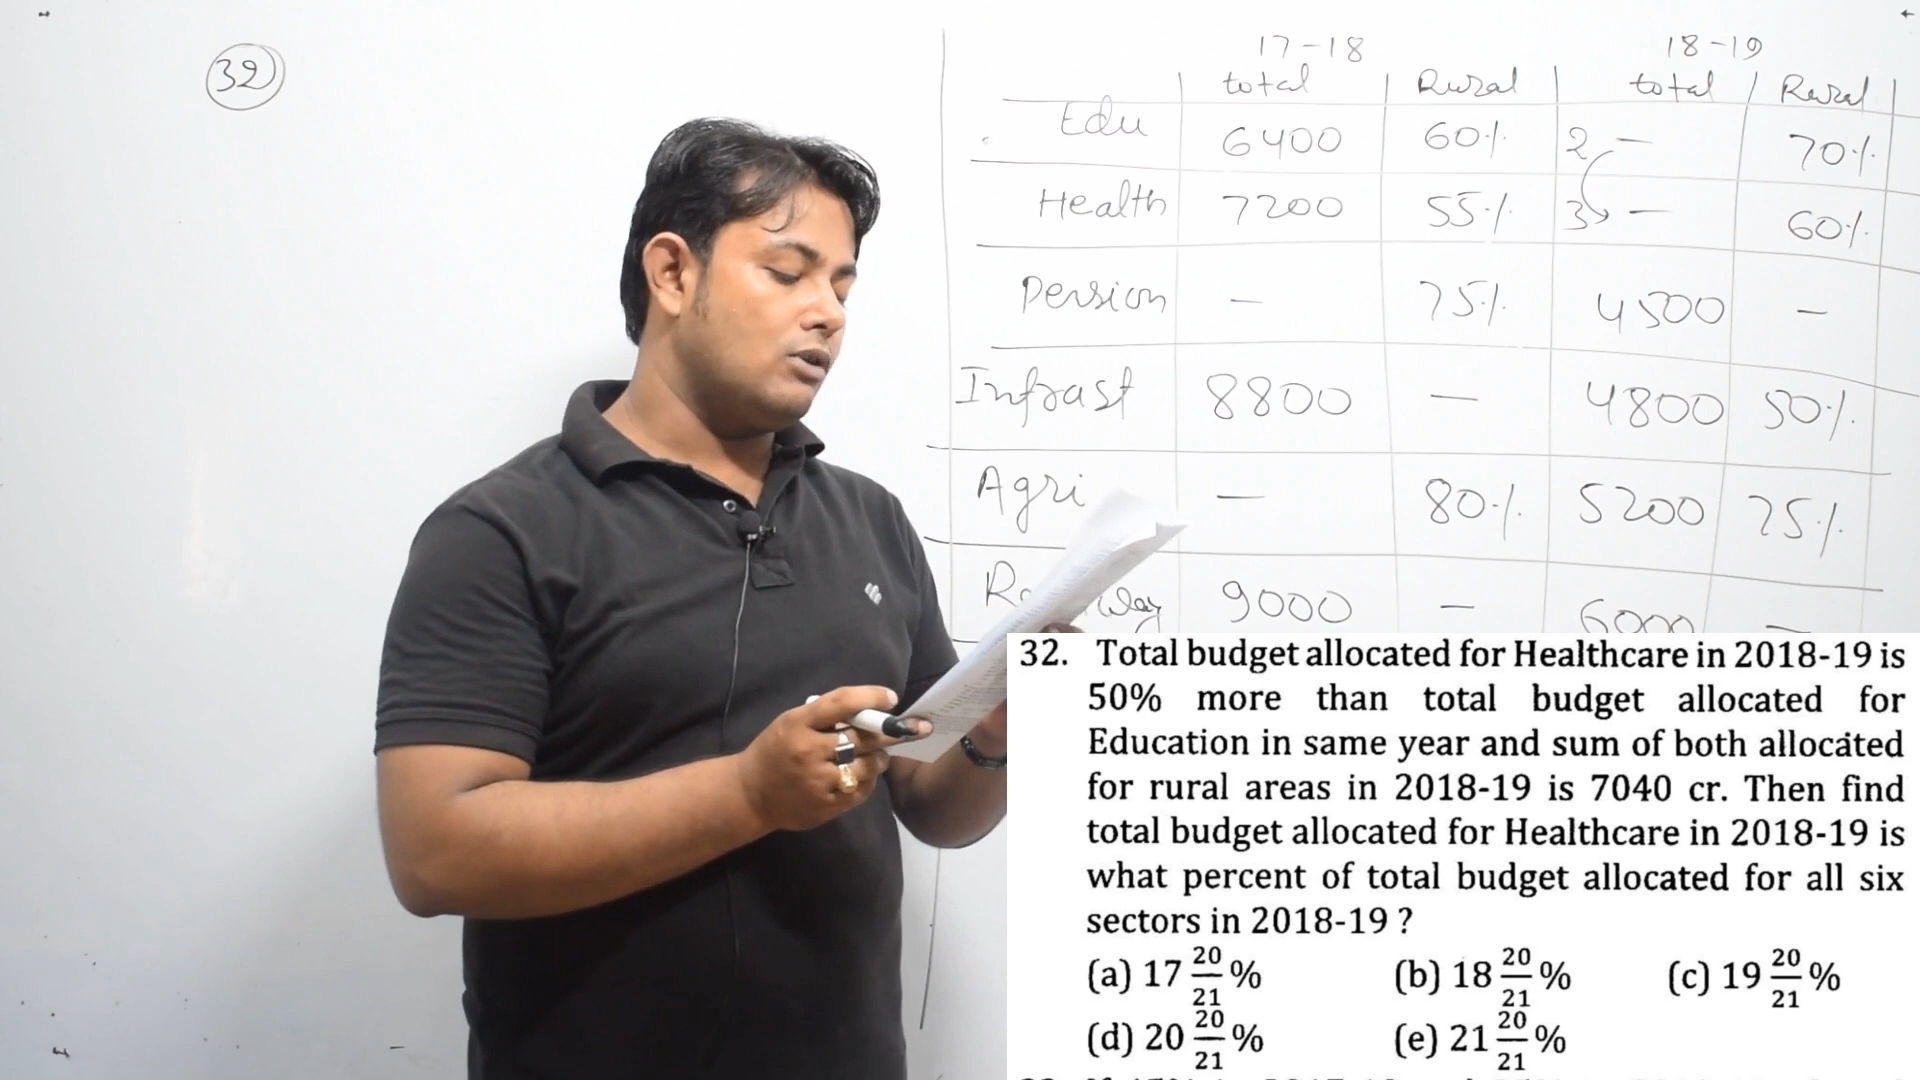 32
17-18 18-19
total Rural total Rural
Edu 6400 60% 2 - 70%
Health 7200 55% 3 - 60%
Pension - 75% 4500 -
Infrast 8800 - 4800 50%
Agri - 80% 5200 75%
9000 - 6000 -
32. Total budget allocated for Healthcare in 2018-19 is
50% more than total budget allocated for
Education in same year and sum of both allocated
for rural areas in 2018-19 is 7040 cr. Then find
total budget allocated for Healthcare in 2018-19 is
what percent of total budget allocated for all six
sectors in 2018-19 ?
(a) 17 20/21 % (b) 18 20/21 % (c) 19 20/21 %
(d) 20 20/21 % (e) 21 20/21 %